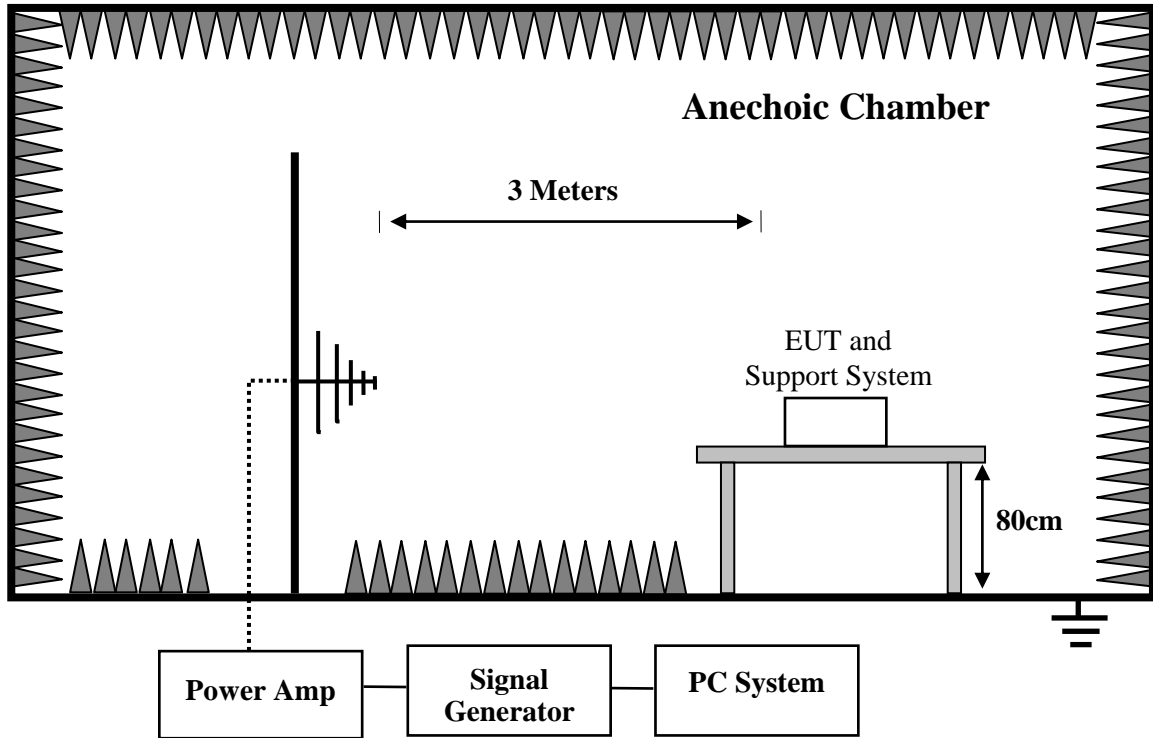 Anechoic Chamber
3 Meters
EUT and
Support System
80cm
Power Amp
Signal
Generator
PC System